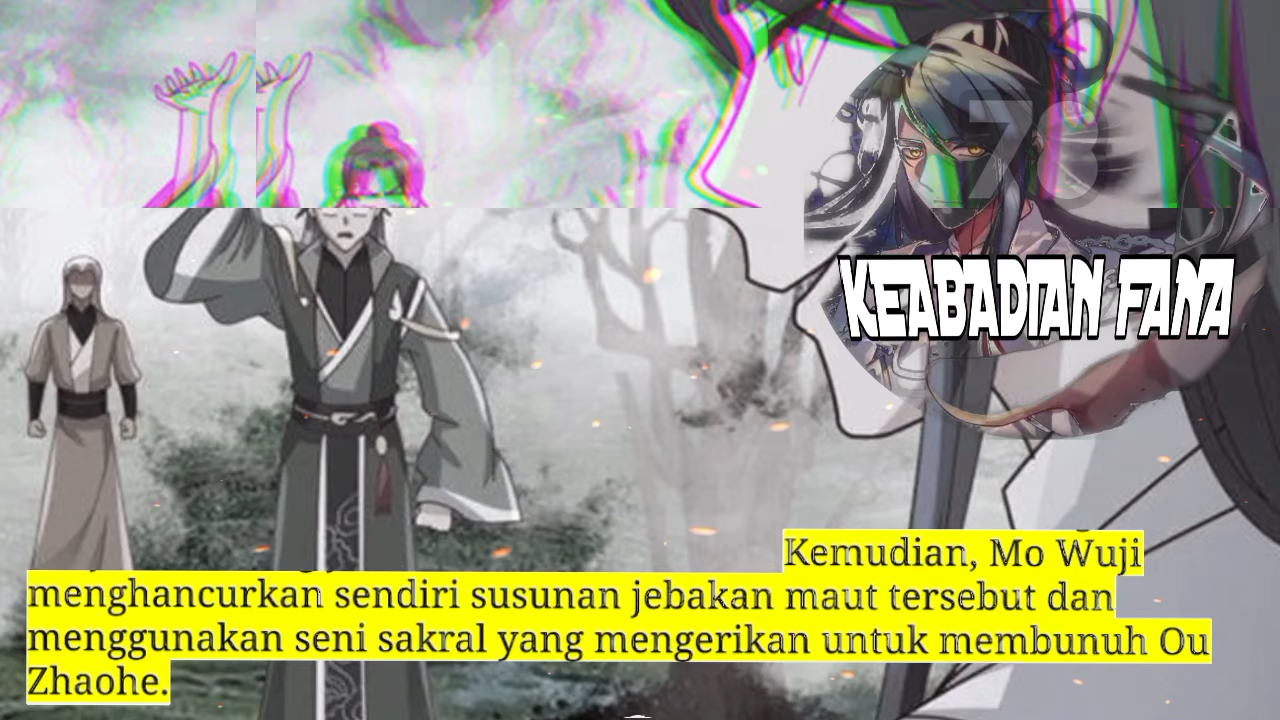 78
KEABADIAN FANA
Kemudian, Mo Wuji
menghancurkan sendiri susunan jebakan maut tersebut dan
menggunakan seni sakral yang mengerikan untuk membunuh Ou
Zhaohe.